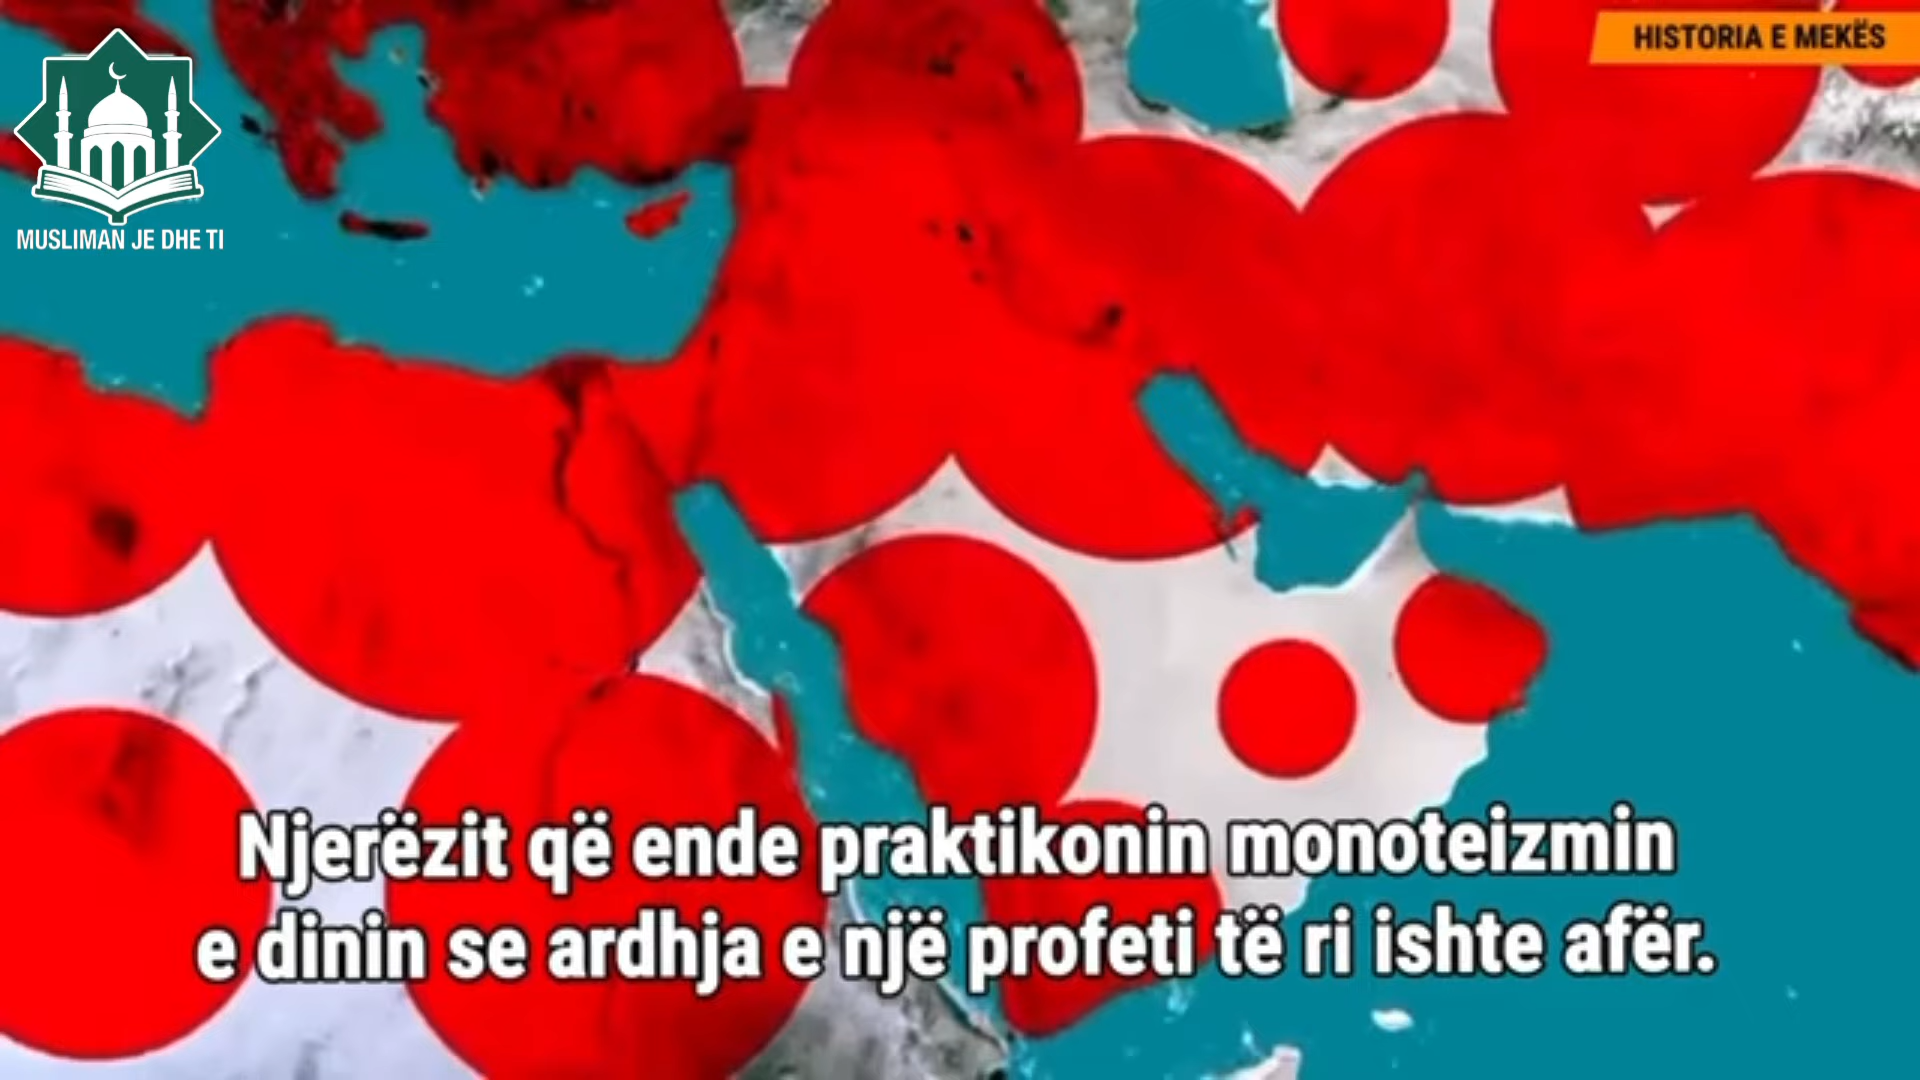 HISTORIA E MEKËS
MUSLIMAN JE DHE TI
Njerëzit që ende praktikonin monoteizmin
e dinin se ardhja e një profeti të ri ishte afër.